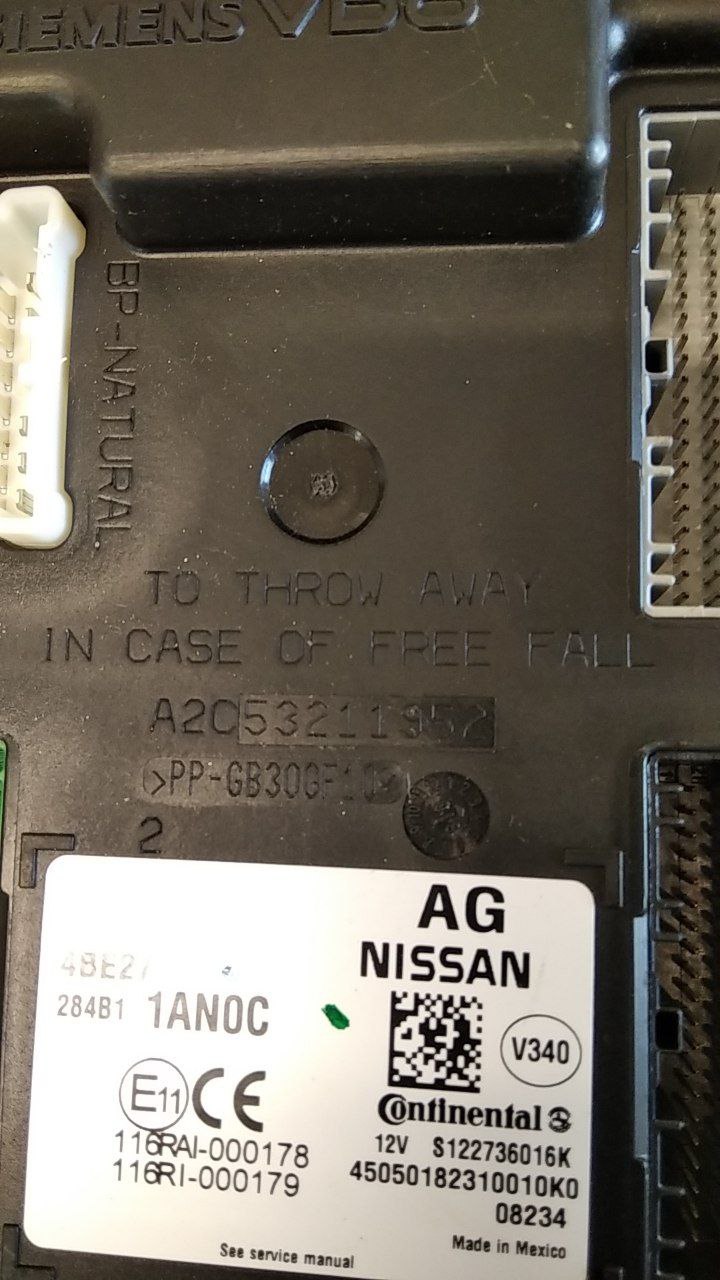 SIEMENS VDO
BP-NATURAL
TO THROW AWAY
IN CASE OF FREE FALL
A2C53211957
>PP-GB30GF10<
2
AG
NISSAN
284B1 1AN0C
V340
E11 CE
Continental
116RAI-000178
116RI-000179
12V S122736016K
45050182310010K0
08234
See service manual
Made in Mexico